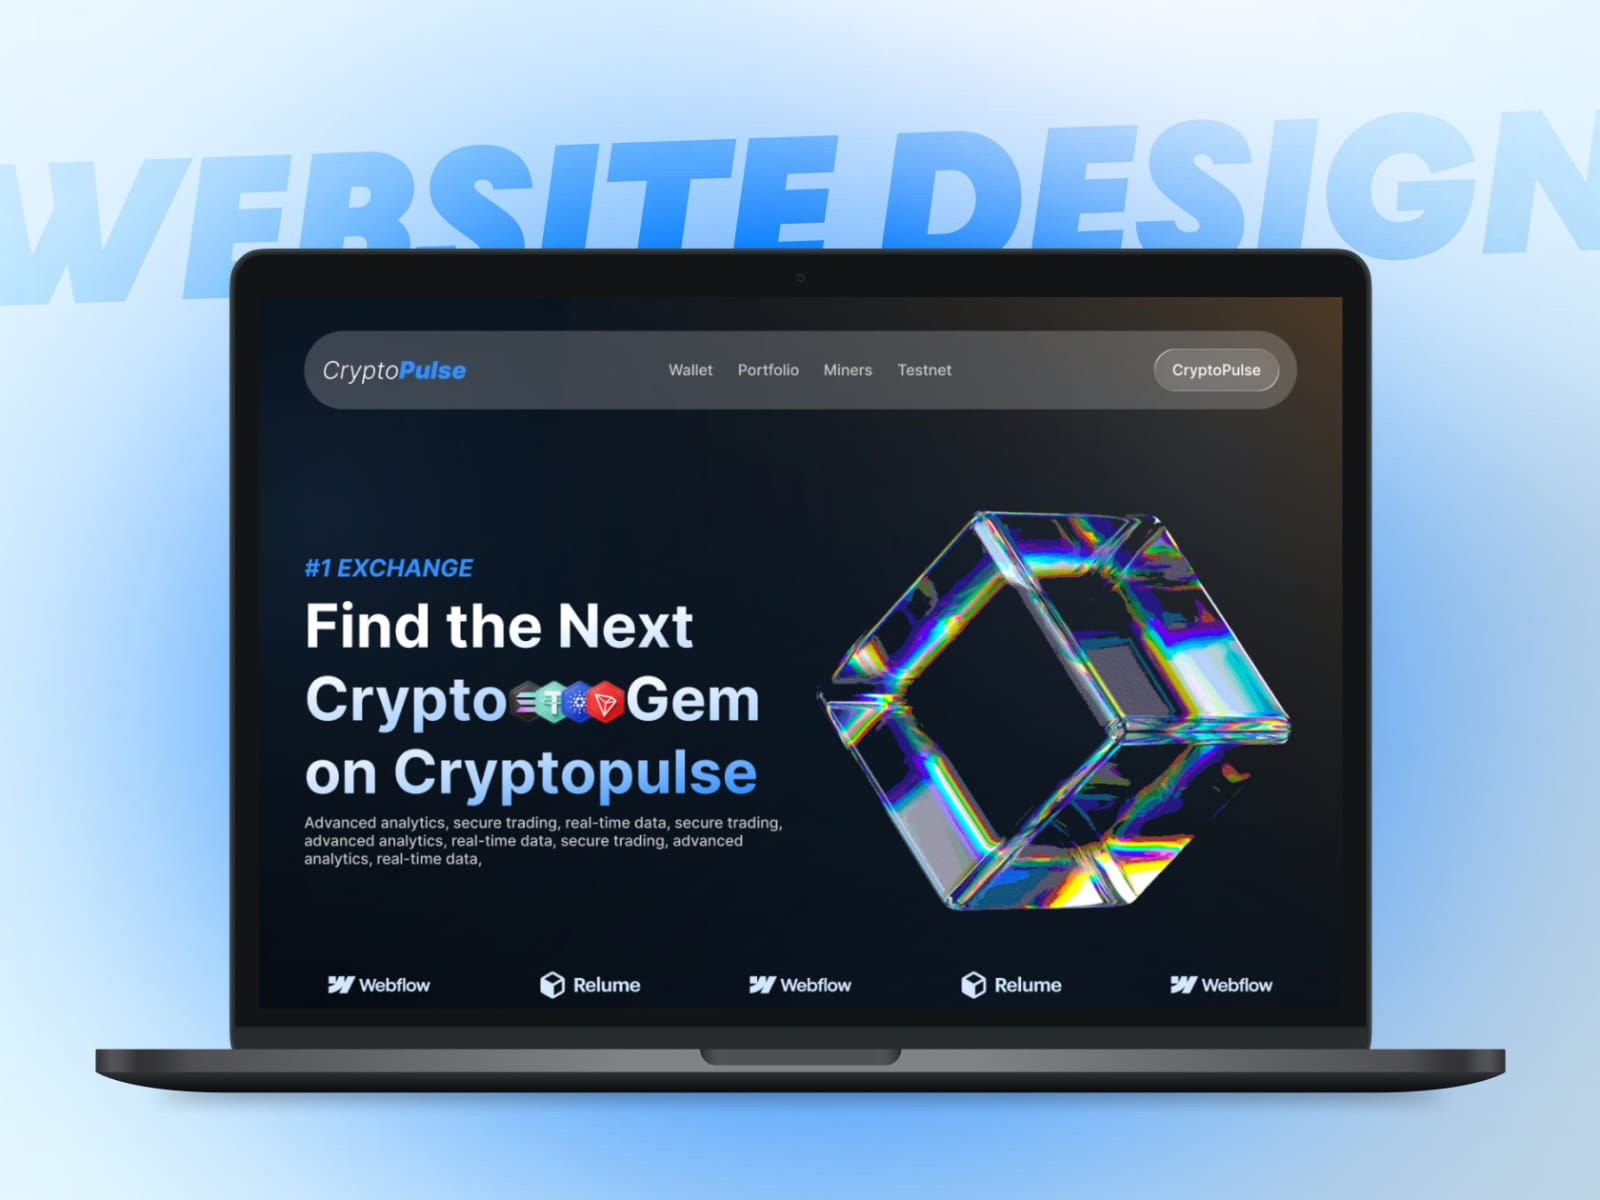 WEBSITE DESIGN
CryptoPulse
Wallet Portfolio Miners Testnet
CryptoPulse
#1 EXCHANGE
Find the Next
Crypto Gem
on Cryptopulse
Advanced analytics, secure trading, real-time data, secure trading,
advanced analytics, real-time data, secure trading, advanced
analytics, real-time data,
Webflow Relume Webflow Relume Webflow